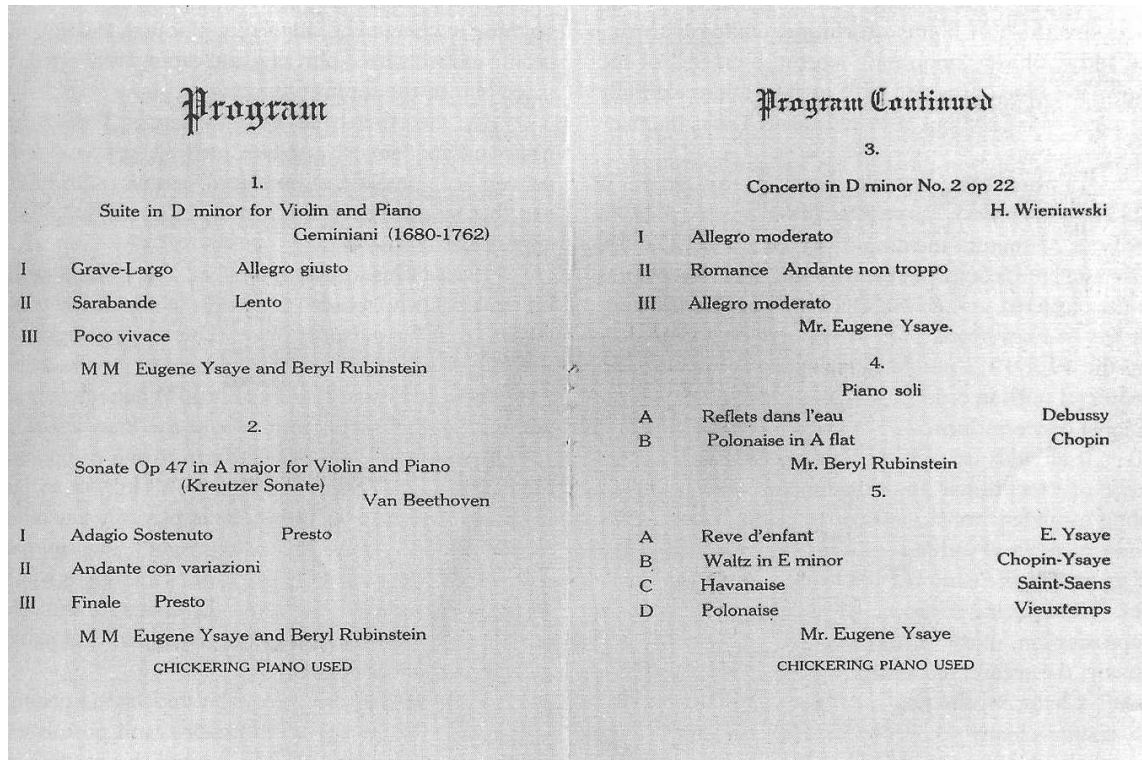 Program
1.
Suite in D minor for Violin and Piano
Geminiani (1680-1762)
I Grave-Largo Allegro giusto
II Sarabande Lento
III Poco vivace
M M Eugene Ysaye and Beryl Rubinstein
2.
Sonate Op 47 in A major for Violin and Piano
(Kreutzer Sonate)
Van Beethoven
I Adagio Sostenuto Presto
II Andante con variazioni
III Finale Presto
M M Eugene Ysaye and Beryl Rubinstein
CHICKERING PIANO USED
Program Continued
3.
Concerto in D minor No. 2 op 22
H. Wieniawski
I Allegro moderato
II Romance Andante non troppo
III Allegro moderato
Mr. Eugene Ysaye.
4.
Piano soli
A Reflets dans l'eau Debussy
B Polonaise in A flat Chopin
Mr. Beryl Rubinstein
5.
A Reve d'enfant E. Ysaye
B Waltz in E minor Chopin-Ysaye
C Havanaise Saint-Saens
D Polonaise Vieuxtemps
Mr. Eugene Ysaye
CHICKERING PIANO USED